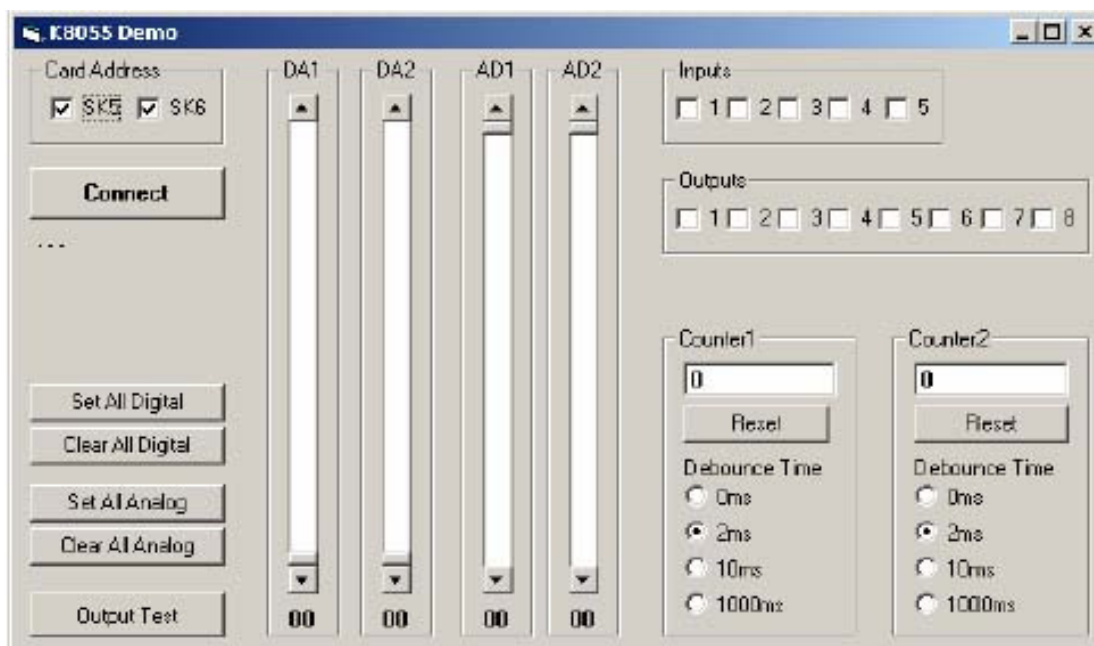 K8055 Demo
Card Address
SK5 SK6
Connect
...
Set All Digital
Clear All Digital
Set All Analog
Clear All Analog
Output Test
DA1 DA2 AD1 AD2
00 00 00 00
Inputs
1 2 3 4 5
Outputs
1 2 3 4 5 6 7 8
Counter1
0
Reset
Debounce Time
0ms
2ms
10ms
1000ms
Counter2
0
Reset
Debounce Time
0ms
2ms
10ms
1000ms